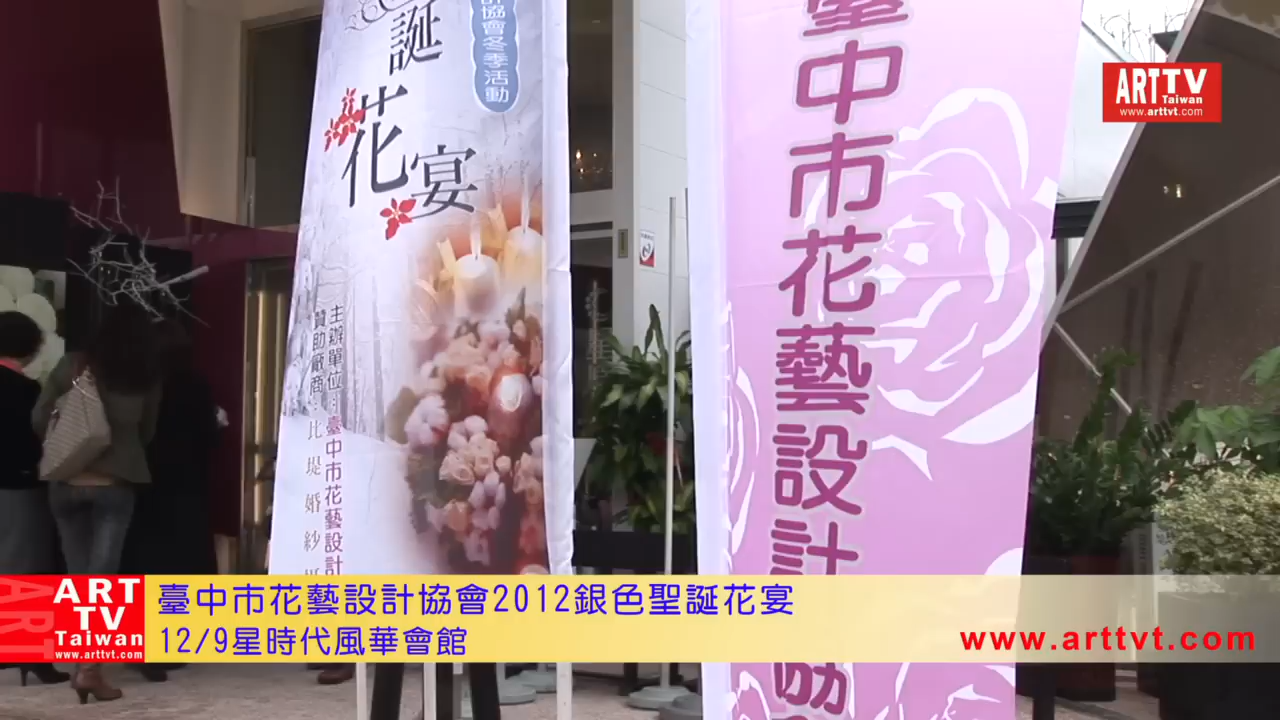 誕
花
宴
計協會冬季活動
主辦單位：臺中市花藝設計
贊助廠商：比堤婚紗
臺中市花藝設計協
ART TV
Taiwan
www.arttvt.com
ART
TV
Taiwan
www.arttvt.com
臺中市花藝設計協會2012銀色聖誕花宴
12/9星時代風華會館
www.arttvt.com